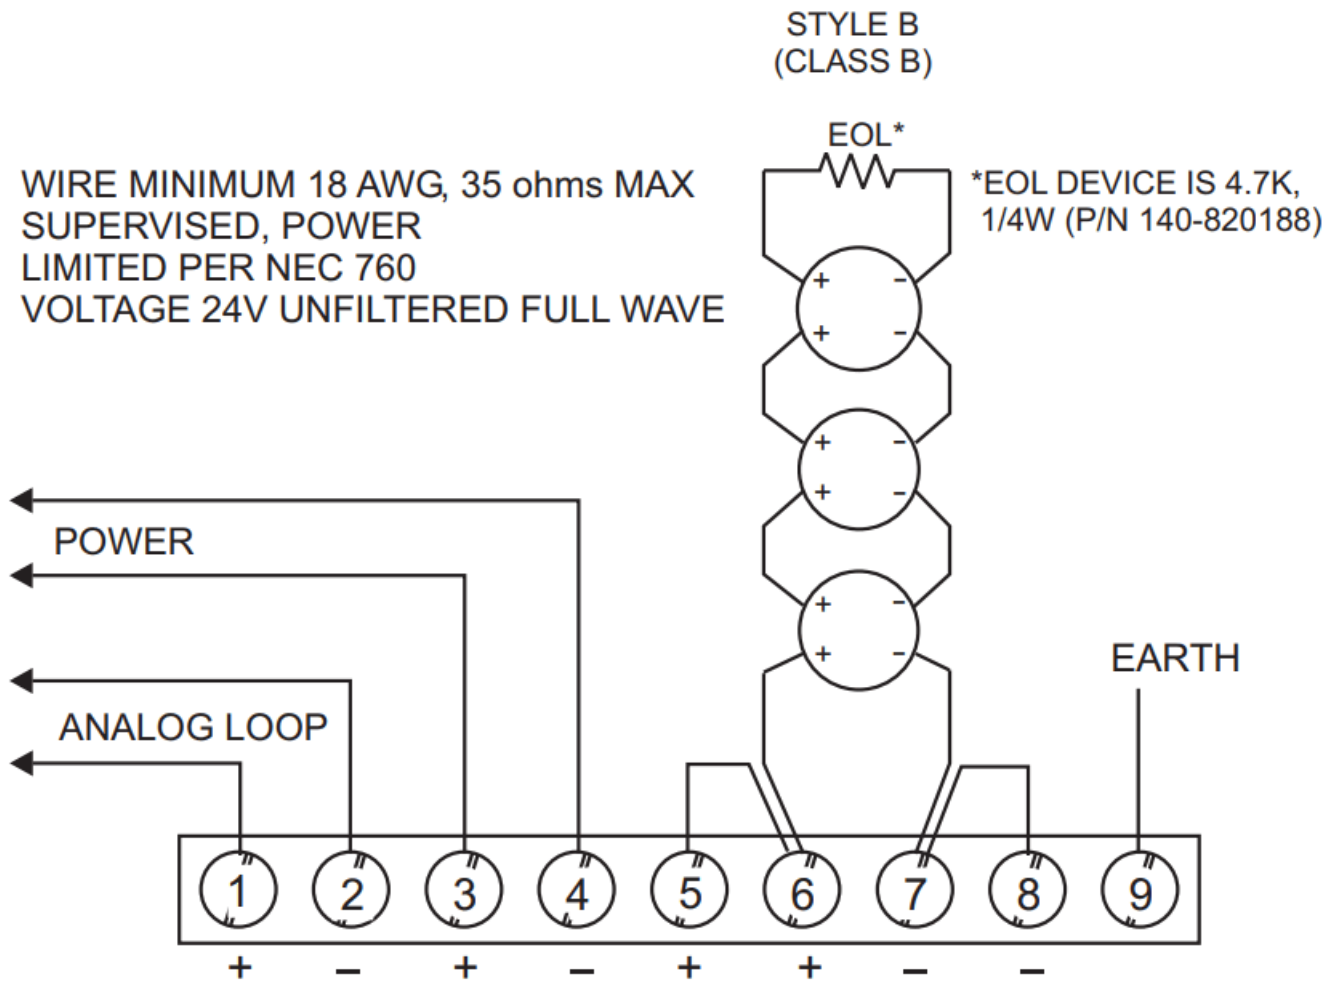 STYLE B
(CLASS B)
EOL*
WIRE MINIMUM 18 AWG, 35 ohms MAX
SUPERVISED, POWER
LIMITED PER NEC 760
VOLTAGE 24V UNFILTERED FULL WAVE
*EOL DEVICE IS 4.7K,
1/4W (P/N 140-820188)
+ -
+ -
+ -
+ -
+ -
+ -
POWER
ANALOG LOOP
EARTH
1 2 3 4 5 6 7 8 9
+ - + - + + - -